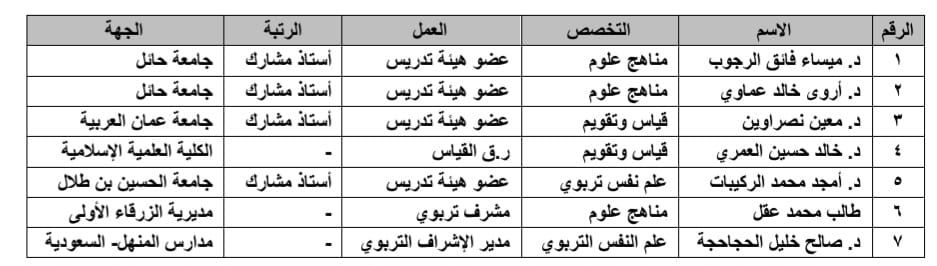 الرقم الاسم التخصص العمل الرتبة الجهة
١ د. ميساء فائق الرجوب مناهج علوم عضو هيئة تدريس أستاذ مشارك جامعة حائل
٢ د. أروى خالد عماوي مناهج علوم عضو هيئة تدريس أستاذ مشارك جامعة حائل
٣ د. معين نصراوين قياس وتقويم عضو هيئة تدريس أستاذ مشارك جامعة عمان العربية
٤ د. خالد حسين العمري قياس وتقويم ر.ق القياس - الكلية العلمية الإسلامية
٥ د. أمجد محمد الركيبات علم نفس تربوي عضو هيئة تدريس أستاذ مشارك جامعة الحسين بن طلال
٦ طالب محمد عقل مناهج علوم مشرف تربوي - مديرية الزرقاء الأولى
٧ د. صالح خليل الحجاحجة علم النفس التربوي مدير الإشراف التربوي - مدارس المنهل- السعودية